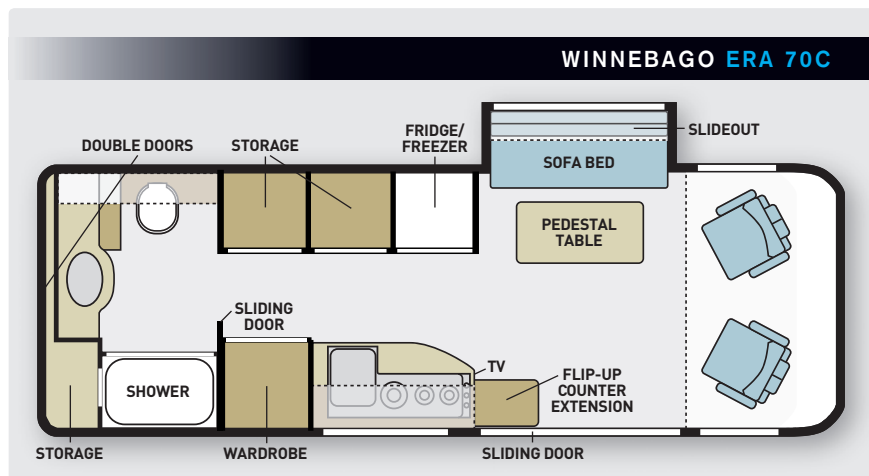 WINNEBAGO ERA 70C
DOUBLE DOORS
STORAGE
FRIDGE/
FREEZER
SLIDEOUT
SOFA BED
PEDESTAL
TABLE
SLIDING
DOOR
TV
FLIP-UP
COUNTER
EXTENSION
SHOWER
STORAGE
WARDROBE
SLIDING DOOR